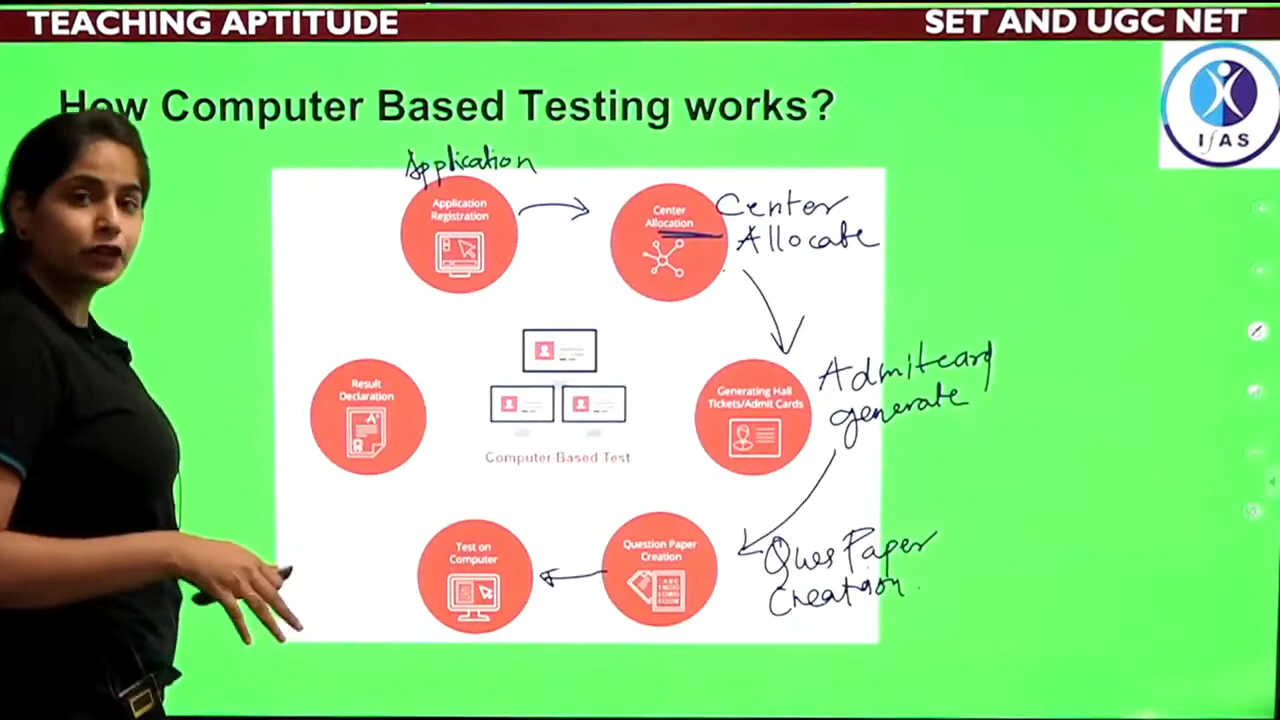 TEACHING APTITUDE
SET AND UGC NET
How Computer Based Testing works?
IfAS
Application
Application
Registration
Center
Allocation
Center
Allocate
Result
Declaration
A+
Generating Hall
Tickets/Admit Cards
Admitcard
generate
Computer Based Test
Test on
Computer
Question Paper
Creation
Ques Paper
Creation